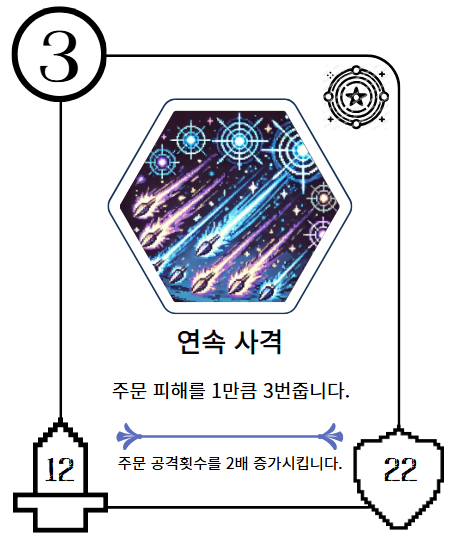 3
연속 사격
주문 피해를 1만큼 3번줍니다.
주문 공격횟수를 2배 증가시킵니다.
12
22